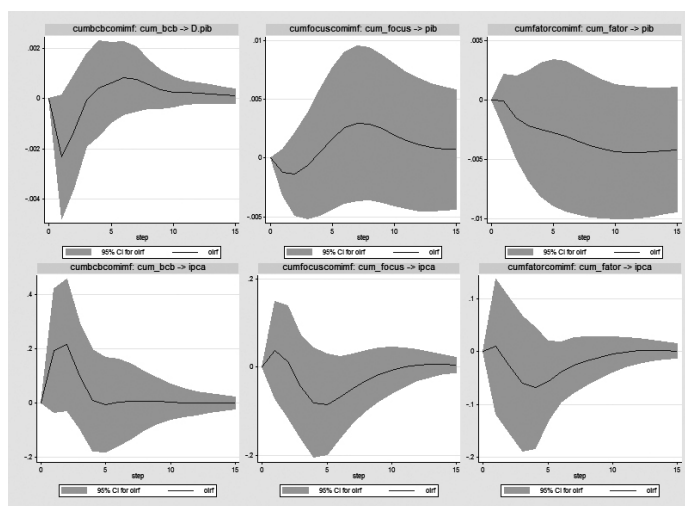 cumbcbcomimf: cum_bcb -> D.pib
.002
0
-.002
-.004
0 5 10 15
step
95% CI for oirf oirf
cumfocuscomimf: cum_focus -> pib
.01
.005
0
-.005
0 5 10 15
step
95% CI for oirf oirf
cumfatorcomimf: cum_fator -> pib
.005
0
-.005
-.01
0 5 10 15
step
95% CI for oirf oirf
cumbcbcomimf: cum_bcb -> ipca
.4
.2
0
-.2
0 5 10 15
step
95% CI for oirf oirf
cumfocuscomimf: cum_focus -> ipca
.2
0
-.2
0 5 10 15
step
95% CI for oirf oirf
cumfatorcomimf: cum_fator -> ipca
.1
0
-.1
-.2
0 5 10 15
step
95% CI for oirf oirf